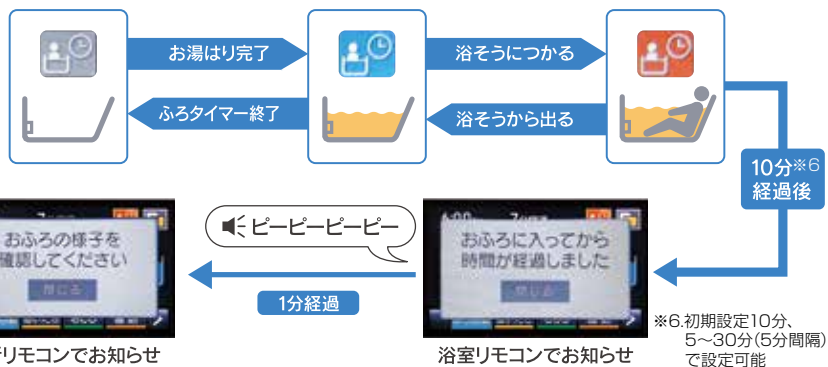 お湯はり完了
ふろタイマー終了
浴そうにつかる
浴そうから出る
10分※6
経過後
おふろに入ってから
時間が経過しました
閉じる
浴室リモコンでお知らせ
※6.初期設定10分、
5～30分(5分間隔)
で設定可能
ピーピーピーピー
1分経過
おふろの様子を
確認してください
閉じる
リモコンでお知らせ